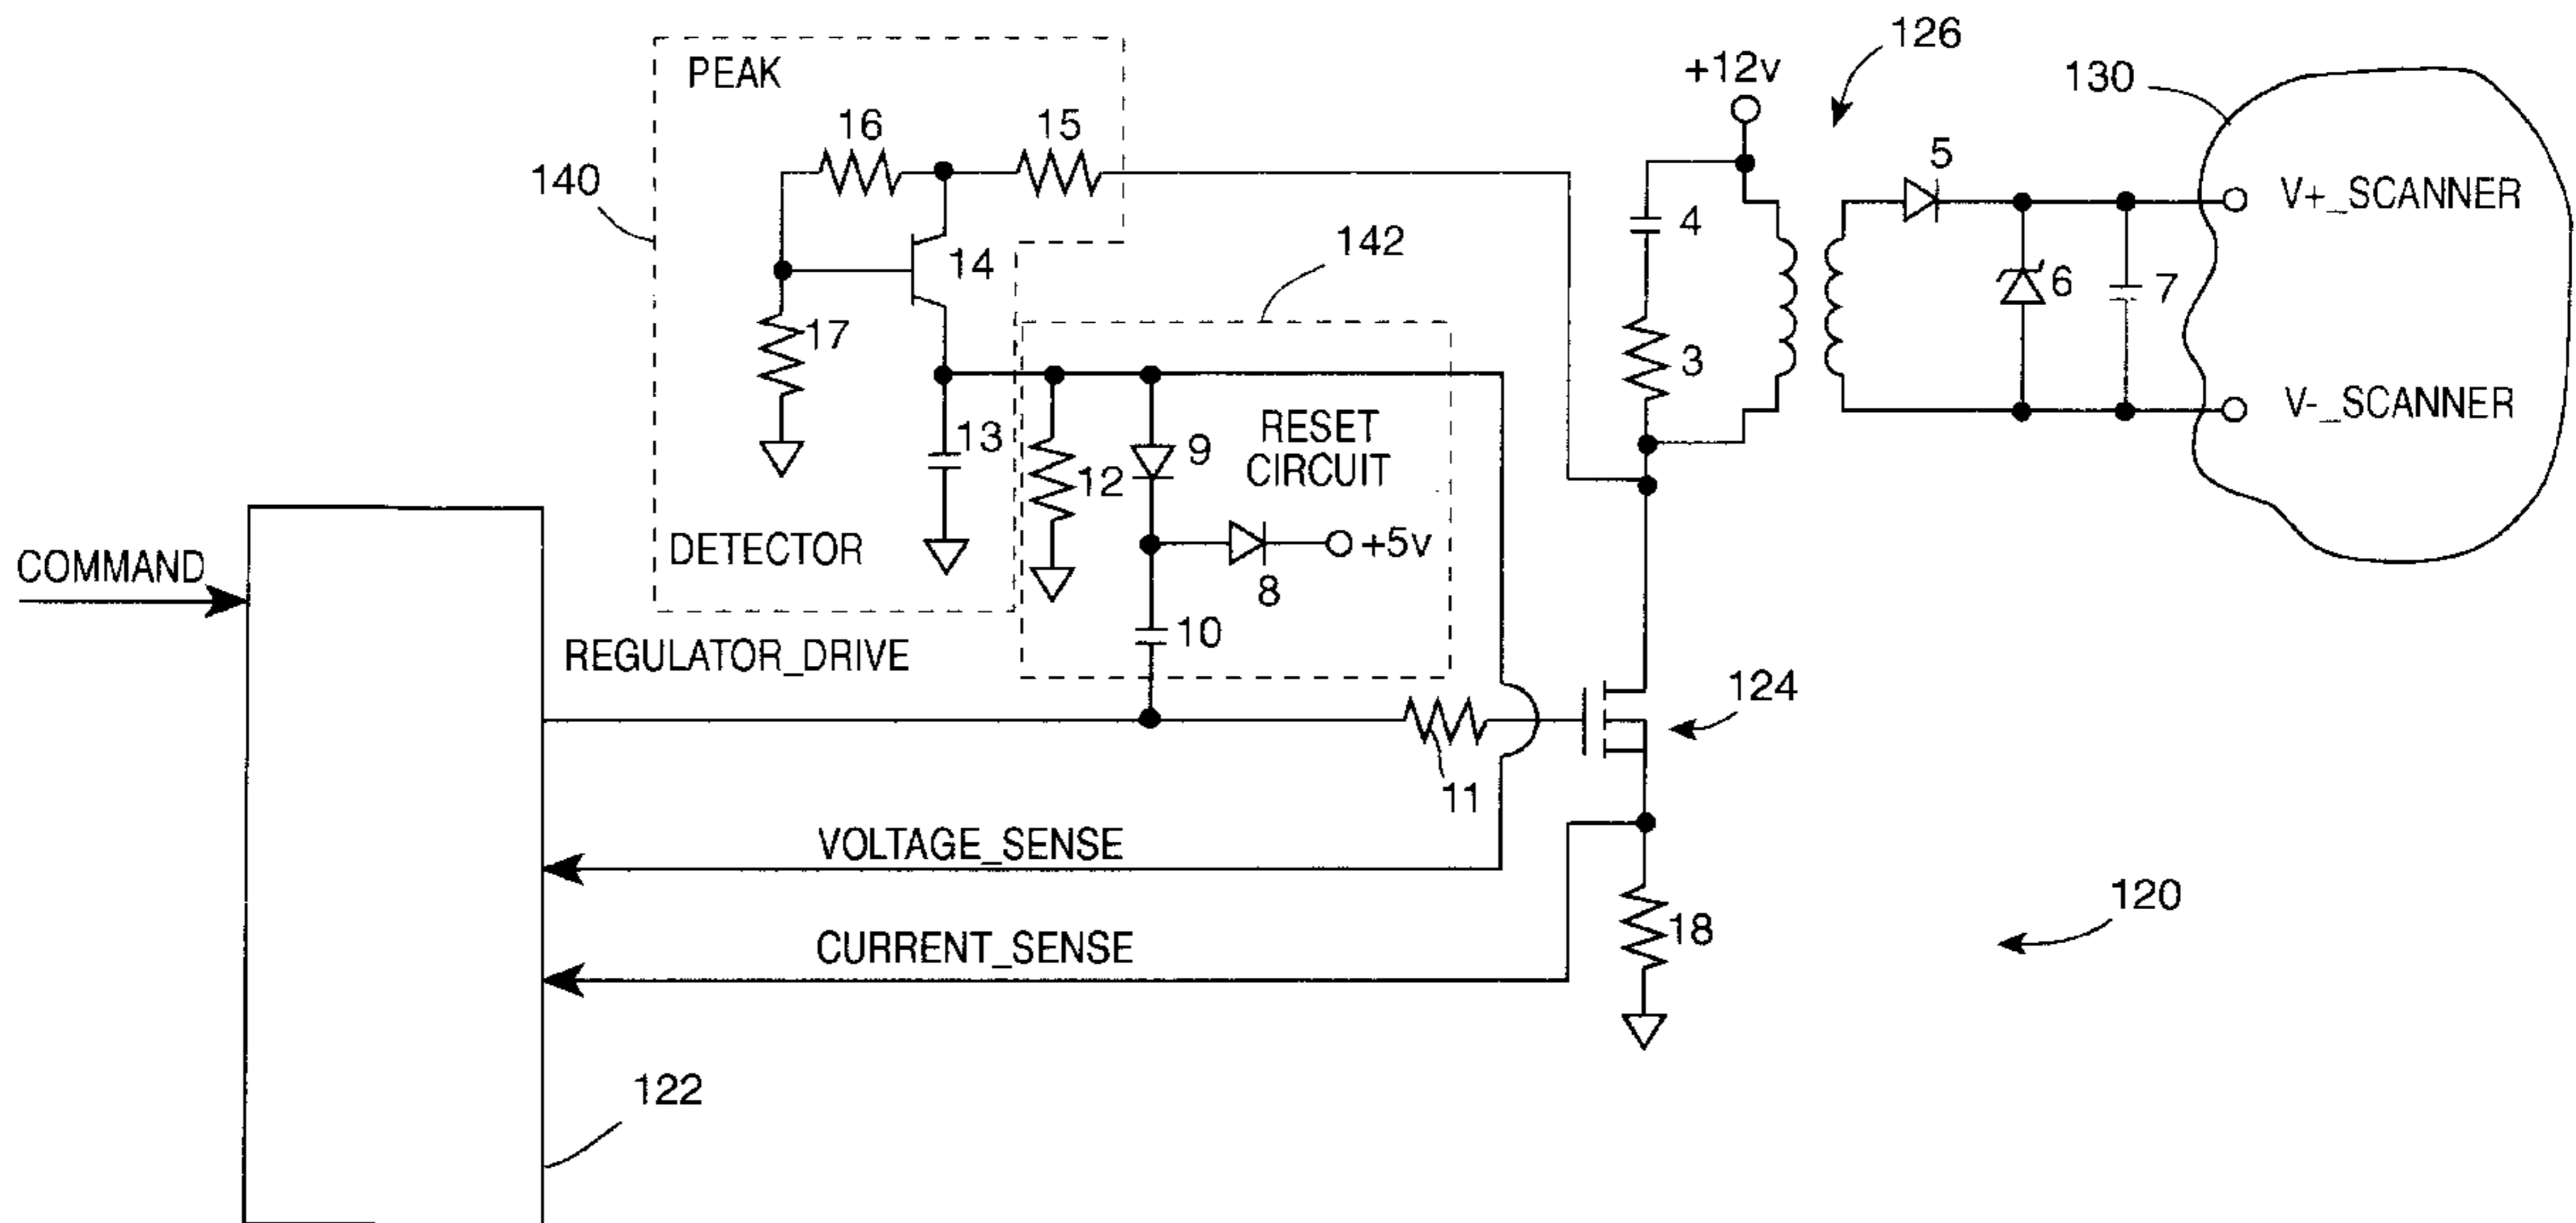 126
+12v
PEAK
130
16
15
5
140
V+_SCANNER
4
142
14
6
7
17
3
V-_SCANNER
RESET
CIRCUIT
13
9
12
DETECTOR
+5v
COMMAND
8
10
REGULATOR_DRIVE
124
11
VOLTAGE_SENSE
120
18
CURRENT_SENSE
122